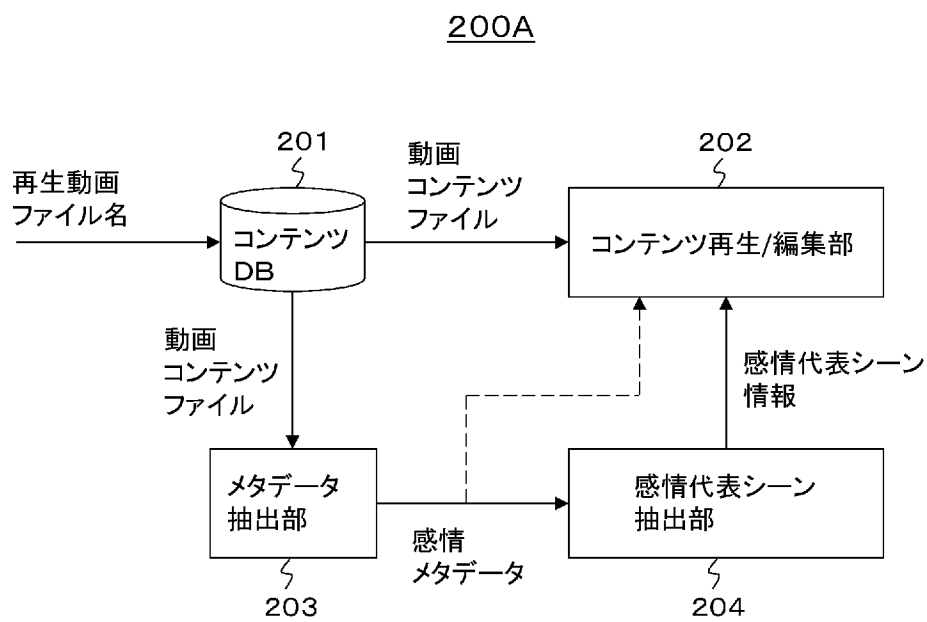 200A
201
202
再生動画
ファイル名
動画
コンテンツ
ファイル
コンテンツ
DB
コンテンツ再生/編集部
動画
コンテンツ
ファイル
感情代表シーン
情報
メタデータ
抽出部
感情
メタデータ
感情代表シーン
抽出部
203
204